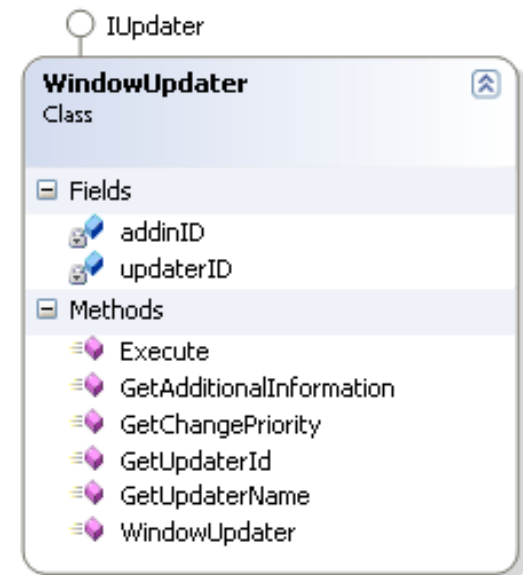 IUpdater
WindowUpdater
Class
Fields
addinID
updaterID
Methods
Execute
GetAdditionalInformation
GetChangePriority
GetUpdaterId
GetUpdaterName
WindowUpdater